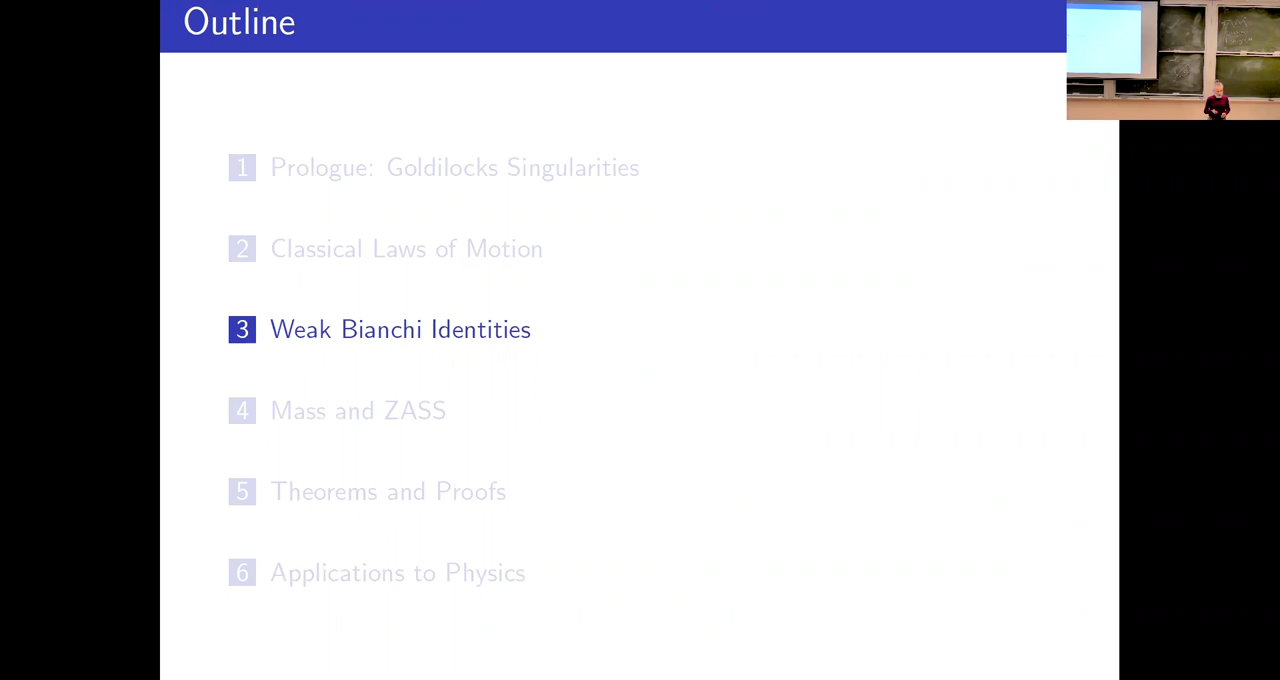 Outline
1 Prologue: Goldilocks Singularities
2 Classical Laws of Motion
3 Weak Bianchi Identities
4 Mass and ZASS
5 Theorems and Proofs
6 Applications to Physics